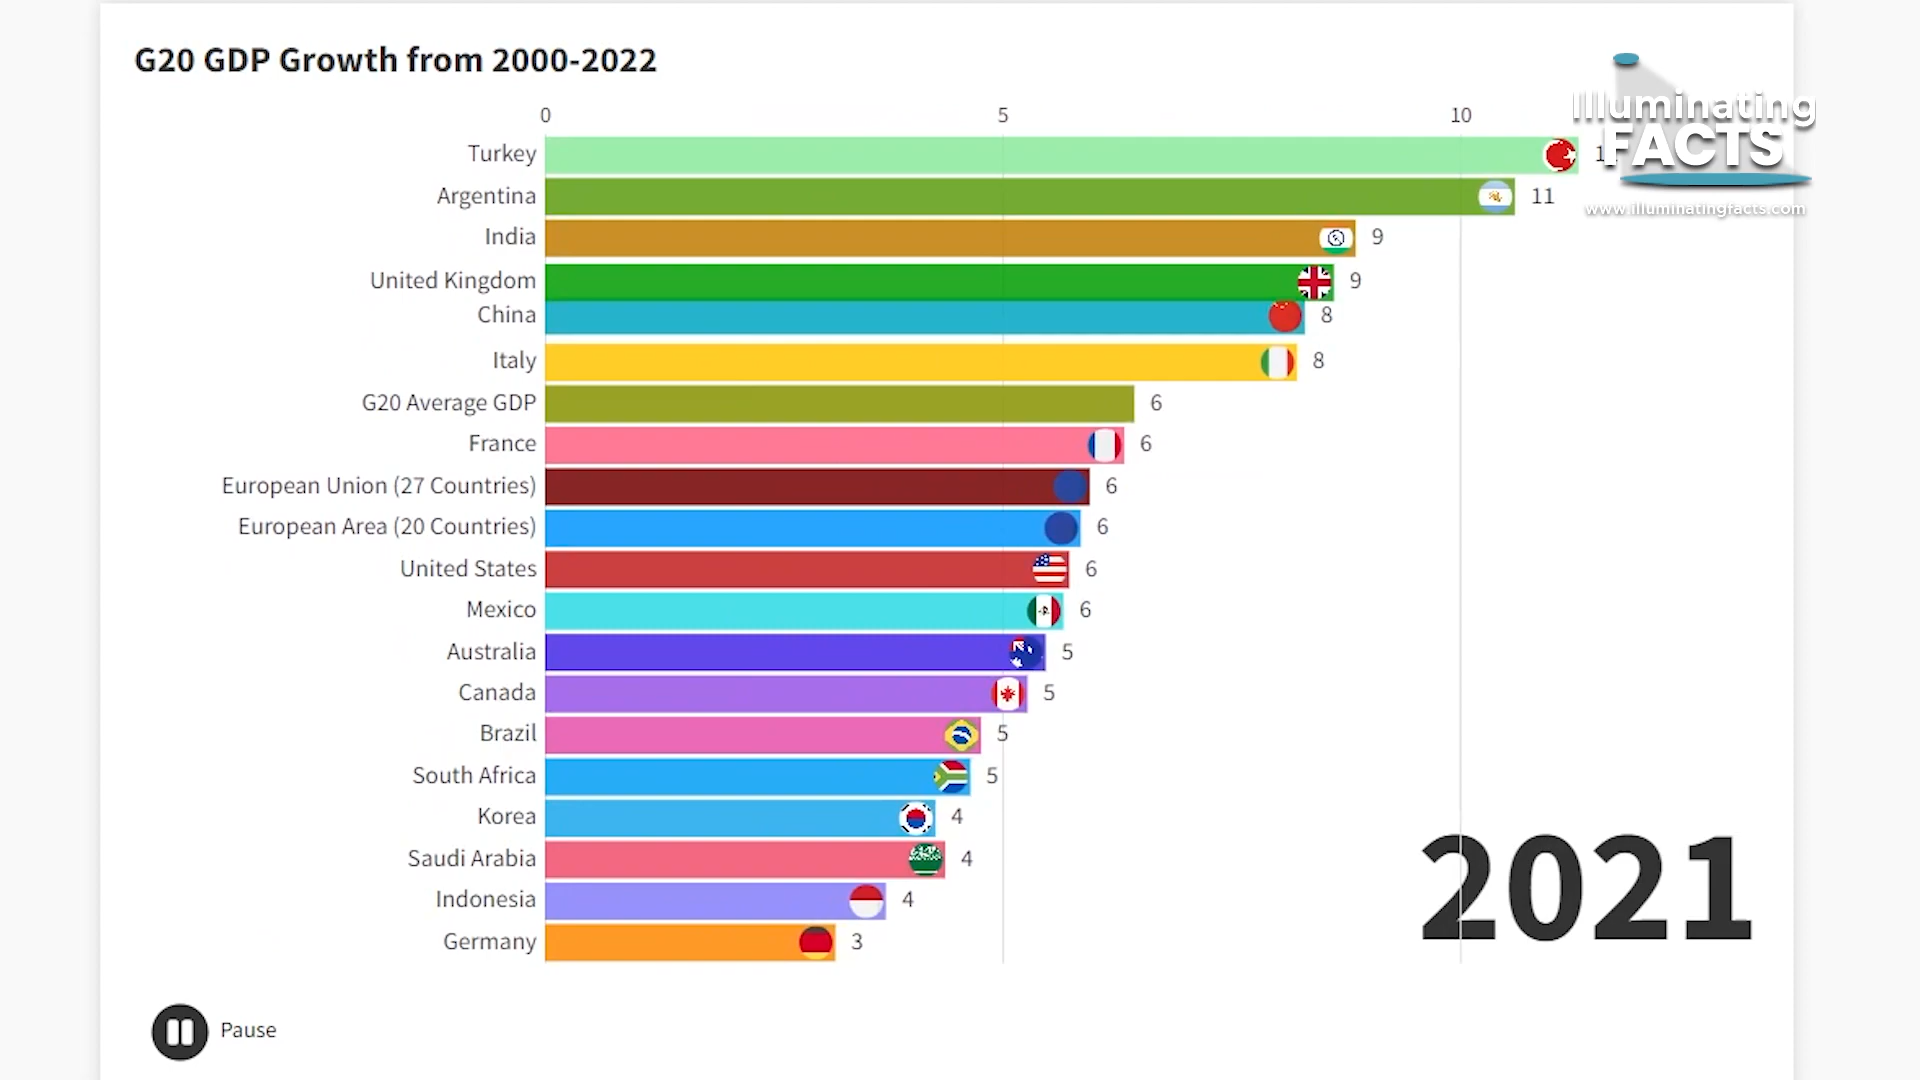 G20 GDP Growth from 2000-2022
Illuminating
FACTS
www.illuminatingfacts.com
0 5 10
Turkey
Argentina 11
India 9
United Kingdom 9
China 8
Italy 8
G20 Average GDP 6
France 6
European Union (27 Countries) 6
European Area (20 Countries) 6
United States 6
Mexico 6
Australia 5
Canada 5
Brazil 5
South Africa 5
Korea 4
Saudi Arabia 4
Indonesia 4
Germany 3
2021
Pause